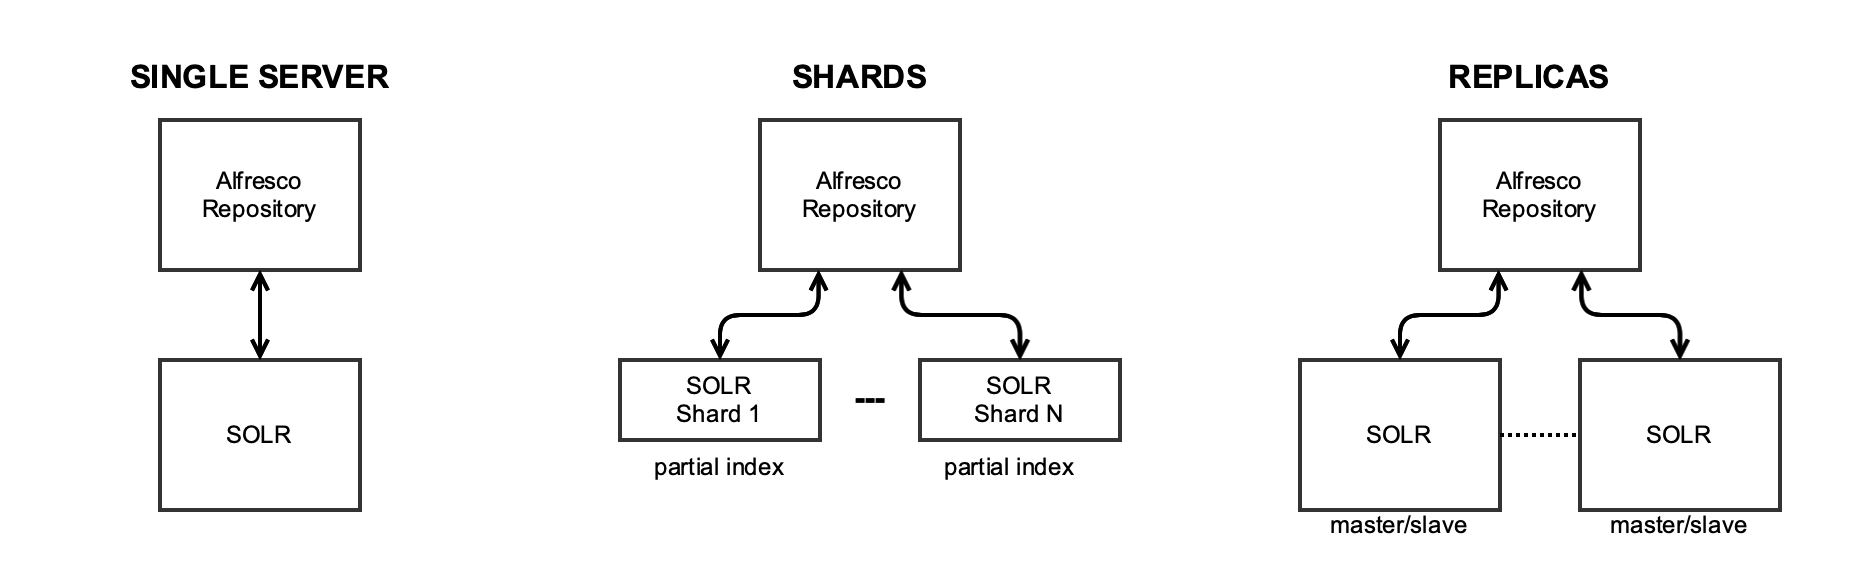 SINGLE SERVER
Alfresco
Repository
SOLR
SHARDS
Alfresco
Repository
SOLR
Shard 1
partial index
---
SOLR
Shard N
partial index
REPLICAS
Alfresco
Repository
SOLR
master/slave
SOLR
master/slave